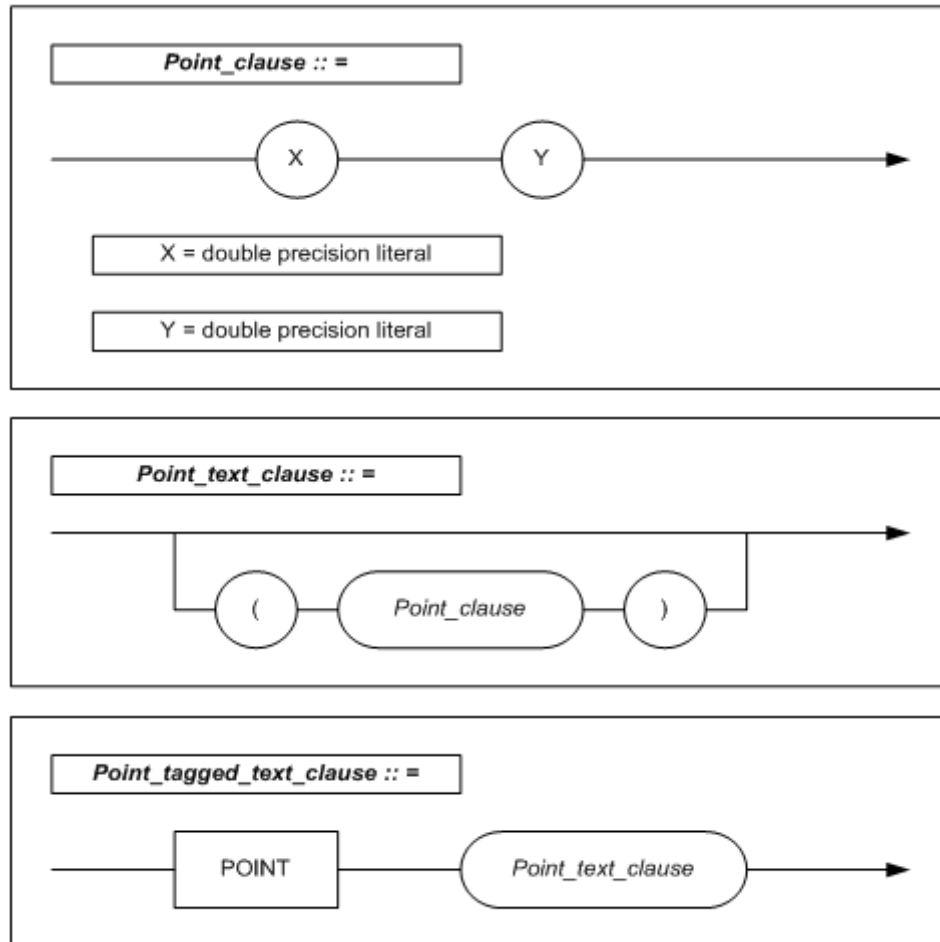 Point_clause :: =
X
Y
X = double precision literal
Y = double precision literal
Point_text_clause :: =
(
Point_clause
)
Point_tagged_text_clause :: =
POINT
Point_text_clause